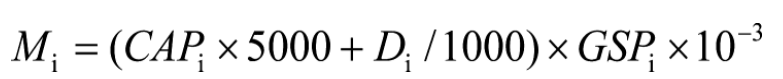 Mᵢ = (CAPᵢ × 5000 + Dᵢ / 1000) × GSPᵢ × 10⁻³